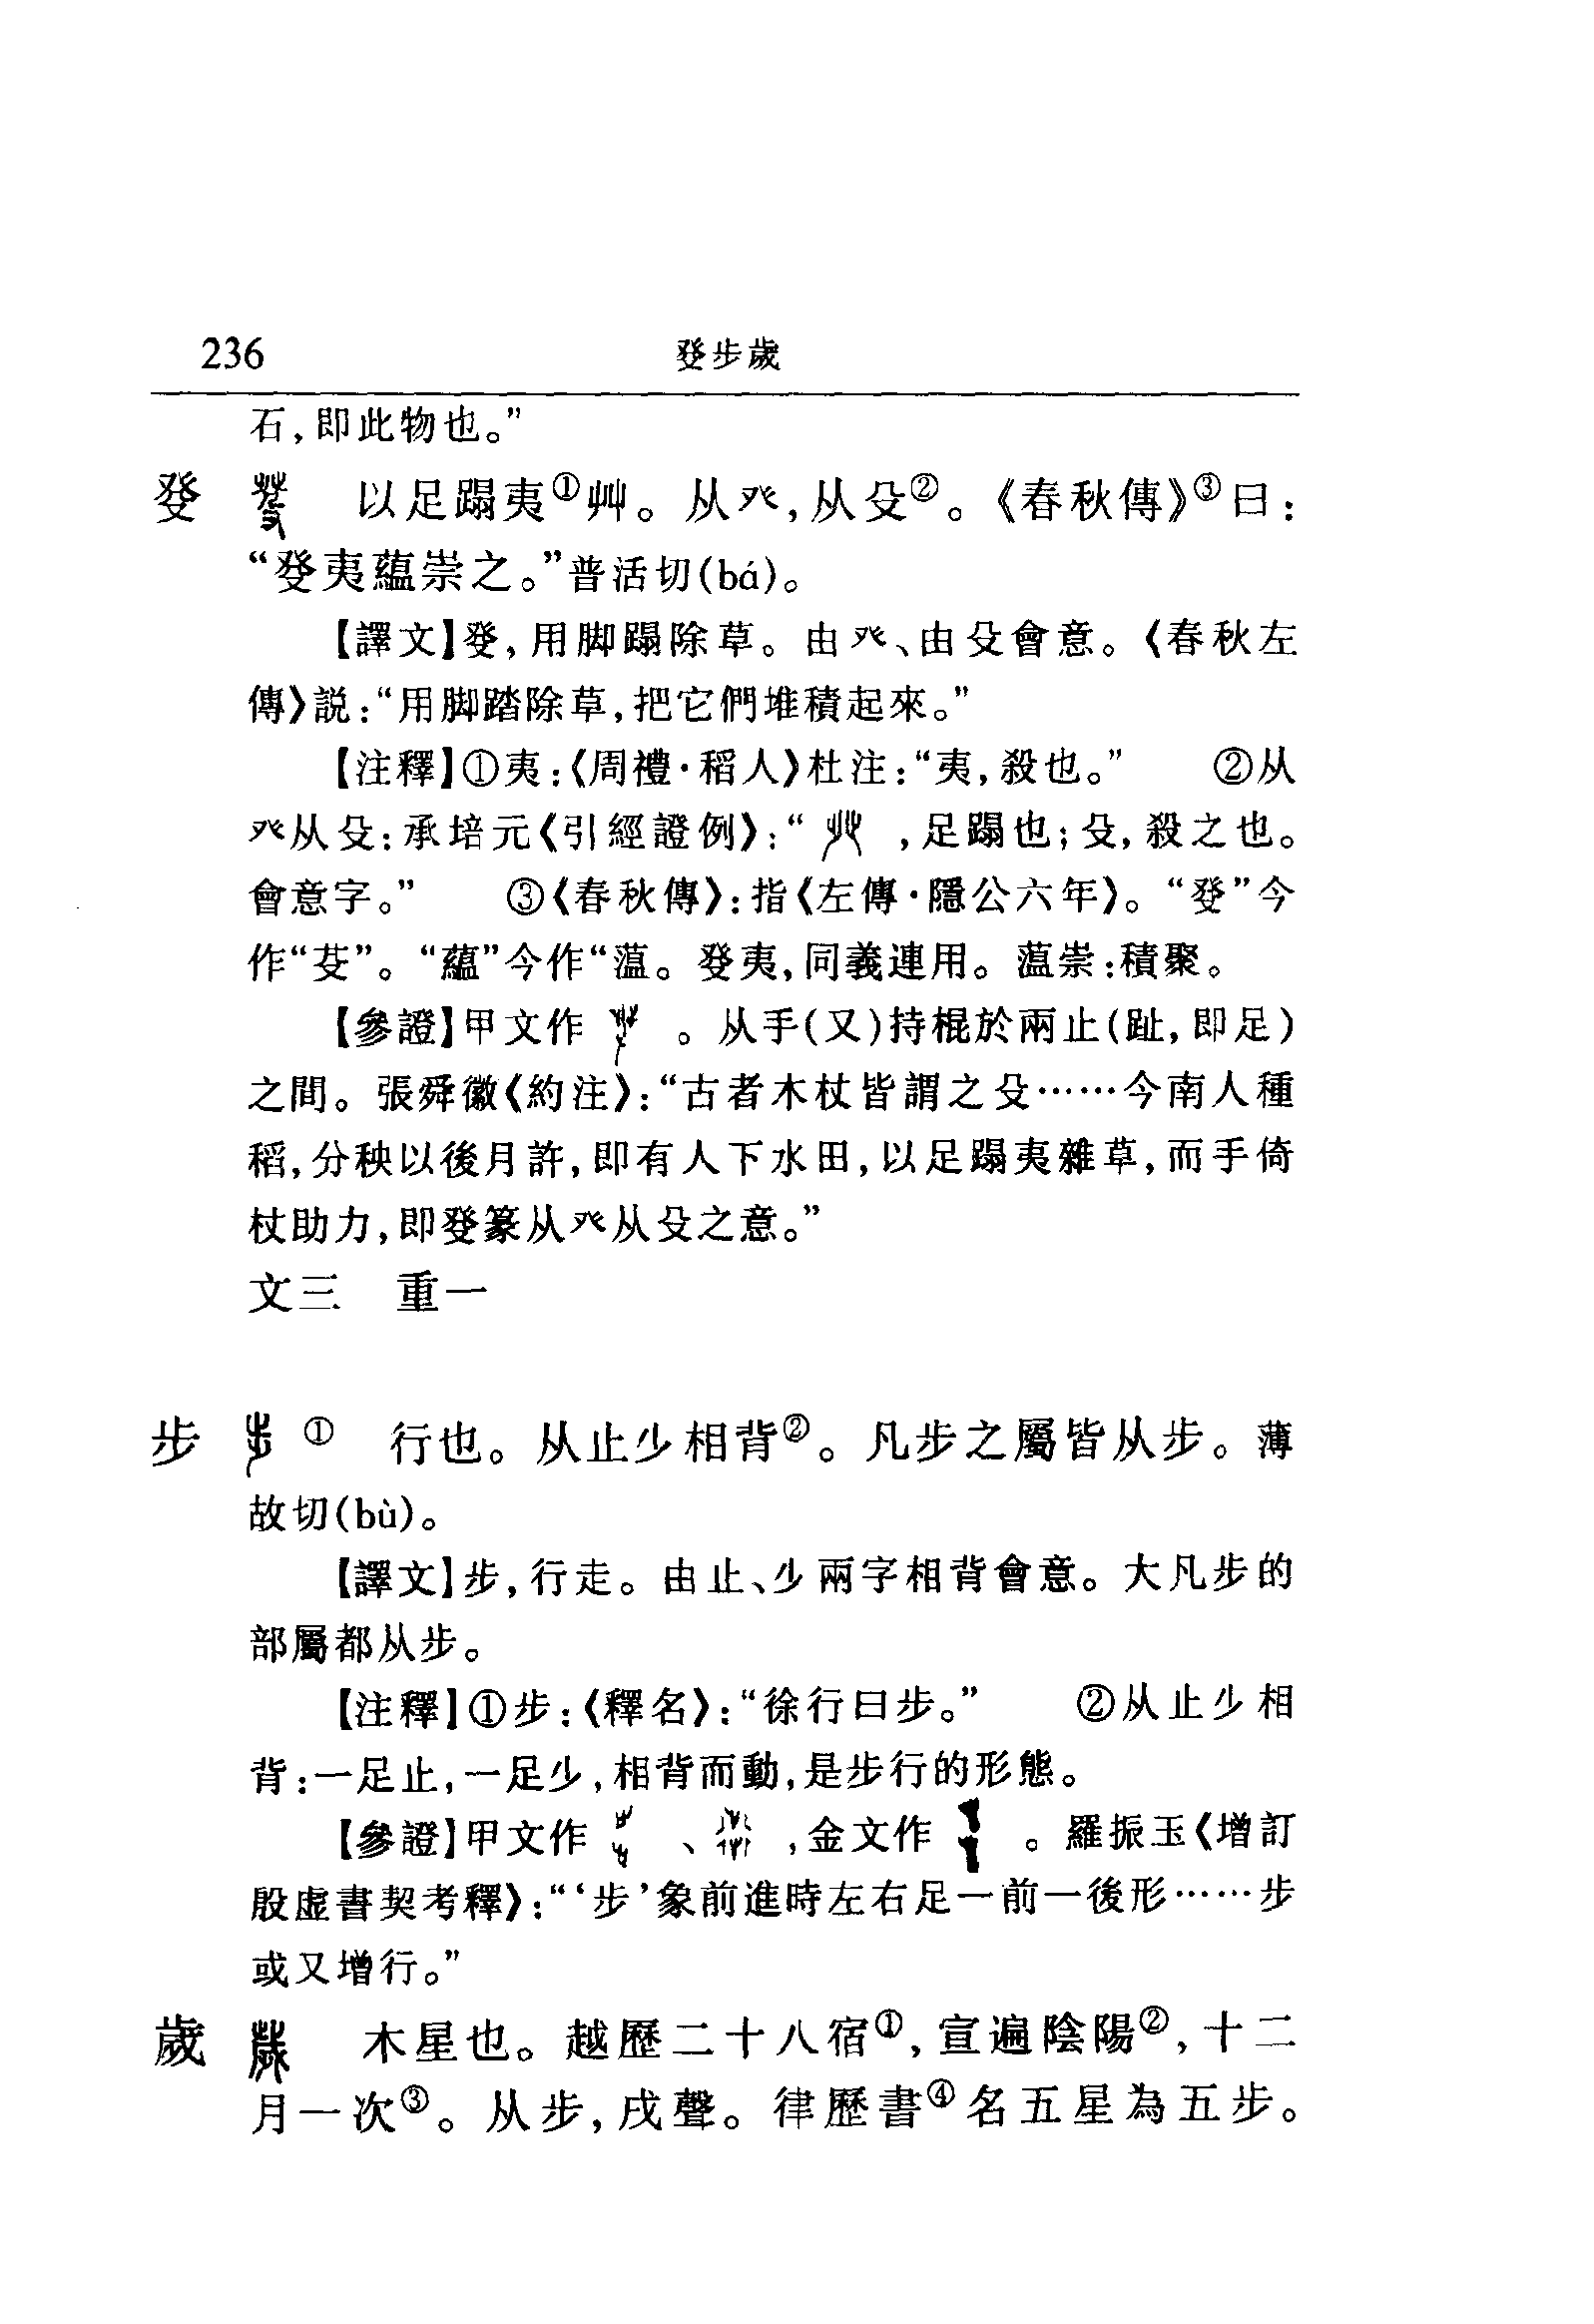 236 癹步歲
石,即此物也。”
癹 以足蹋夷①艸。从癶,从殳②。《春秋傳》③曰:
“癹夷蘊崇之。”普活切(bá)。
【譯文】癹,用脚蹋除草。由癶、由殳會意。《春秋左
傳》説:“用脚踏除草,把它們堆積起來。”
【注釋】①夷:《周禮·稻人》杜注:“夷,殺也。” ②从
癶从殳:承培元《引經證例》:“ ,足蹋也;殳,殺之也。
會意字。” ③《春秋傳》:指《左傳·隱公六年》。“癹”今
作“芟”。“蘊”今作“薀。癹夷,同義連用。薀崇:積聚。
【參證】甲文作 。从手(又)持棍於兩止(趾,即足)
之間。張舜徽《約注》:“古者木杖皆謂之殳……今南人種
稻,分秧以後月許,即有人下水田,以足蹋夷雜草,而手倚
杖助力,即癹篆从癶从殳之意。”
文三 重一
步 ① 行也。从止少相背②。凡步之屬皆从步。薄
故切(bù)。
【譯文】步,行走。由止、少兩字相背會意。大凡步的
部屬都从步。
【注釋】①步:《釋名》:“徐行曰步。” ②从止少相
背:一足止,一足少,相背而動,是步行的形態。
【參證】甲文作 、 ,金文作 。羅振玉《增訂
殷虛書契考釋》:“‘步’象前進時左右足一前一後形……步
或又增行。”
歲 木星也。越歷二十八宿①,宣遍陰陽②,十二
月一次③。从步,戌聲。律歷書④名五星為五步。